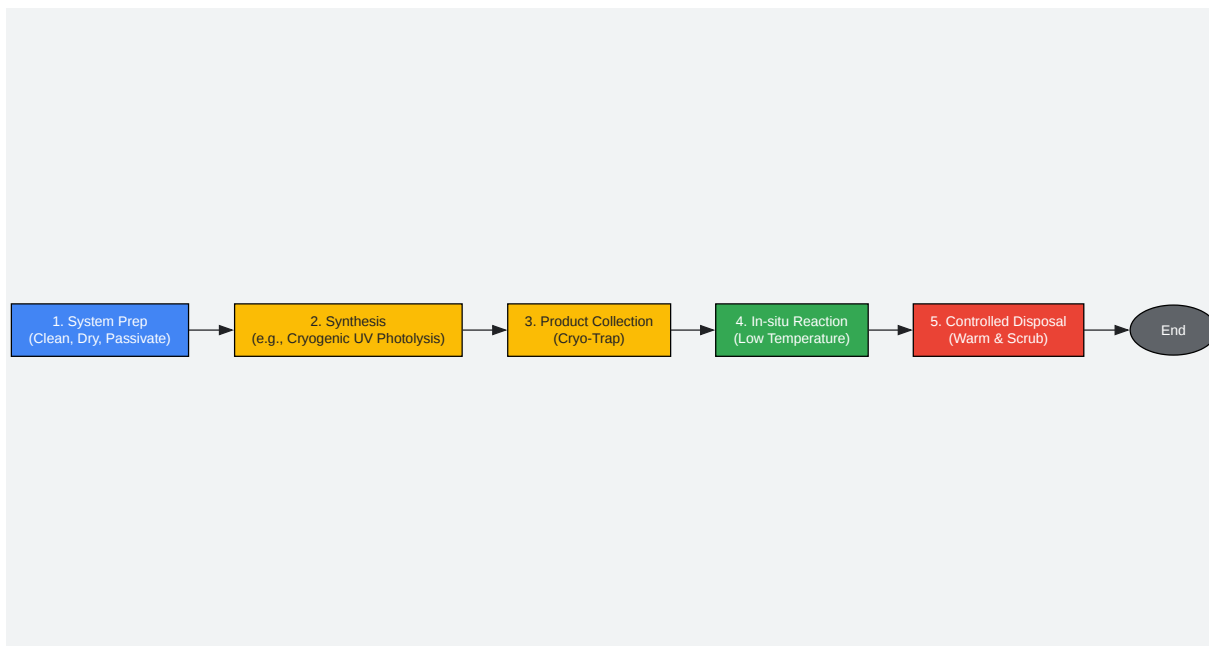 1. System Prep
(Clean, Dry, Passivate)
2. Synthesis
(e.g., Cryogenic UV Photolysis)
3. Product Collection
(Cryo-Trap)
4. In-situ Reaction
(Low Temperature)
5. Controlled Disposal
(Warm & Scrub)
End